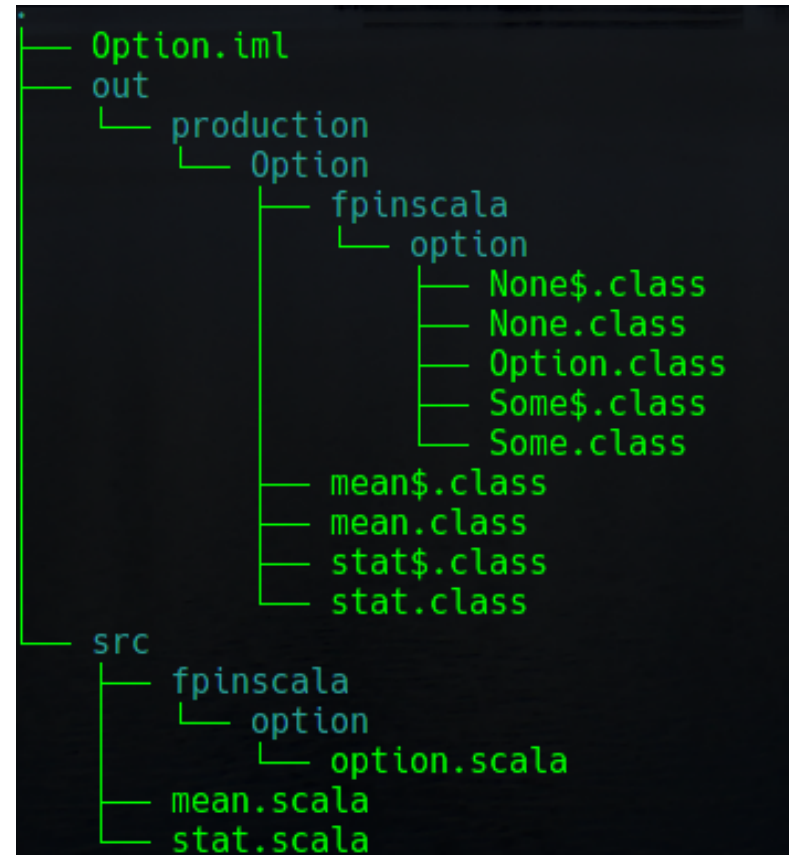 .
├── Option.iml
├── out
│   └── production
│       └── Option
│           ├── fpinscala
│           │   └── option
│           │       ├── None$.class
│           │       ├── None.class
│           │       ├── Option.class
│           │       ├── Some$.class
│           │       └── Some.class
│           ├── mean$.class
│           ├── mean.class
│           ├── stat$.class
│           └── stat.class
└── src
    ├── fpinscala
    │   └── option
    │       └── option.scala
    ├── mean.scala
    └── stat.scala